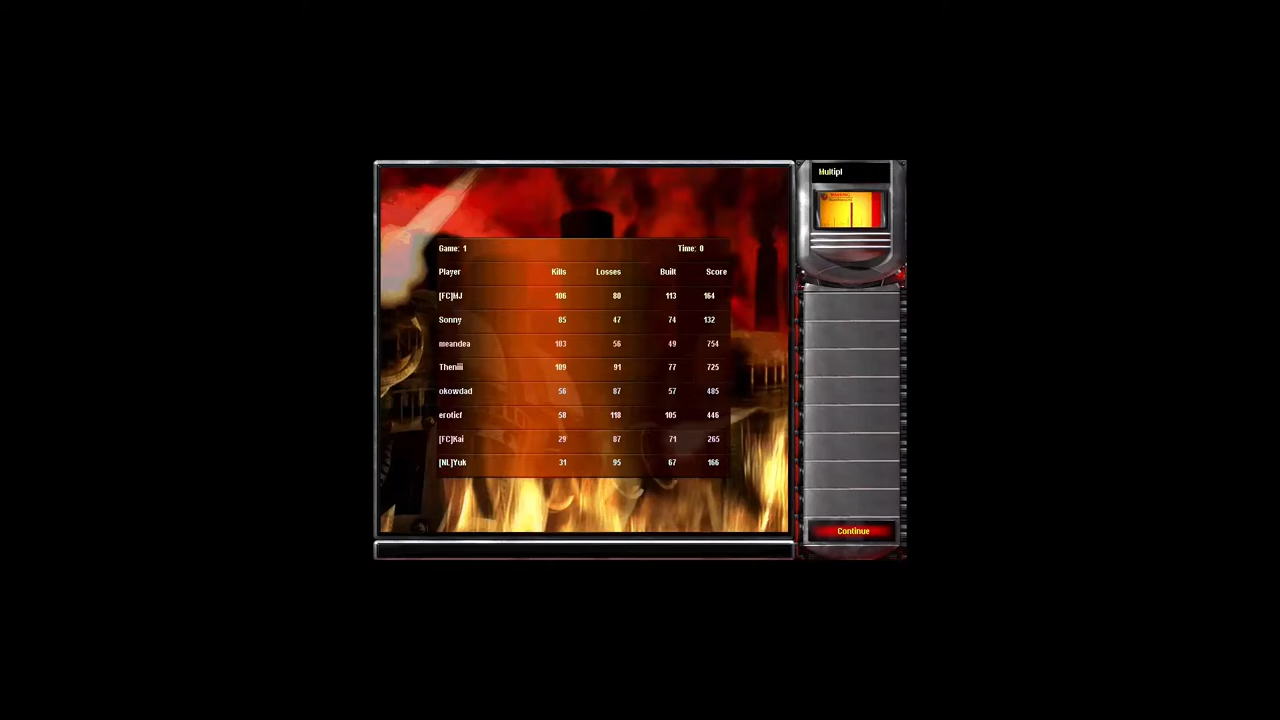 Multipl
Game: 1 Time: 0
Player Kills Losses Built Score
[FC]MJ 106 80 113 164
Sonny 85 47 74 132
meandea 103 56 49 754
Theniii 109 91 77 725
okowdad 56 87 57 485
eroticf 58 118 105 446
[FC]Kai 29 87 71 265
[NL]Yuk 31 95 67 166
Continue